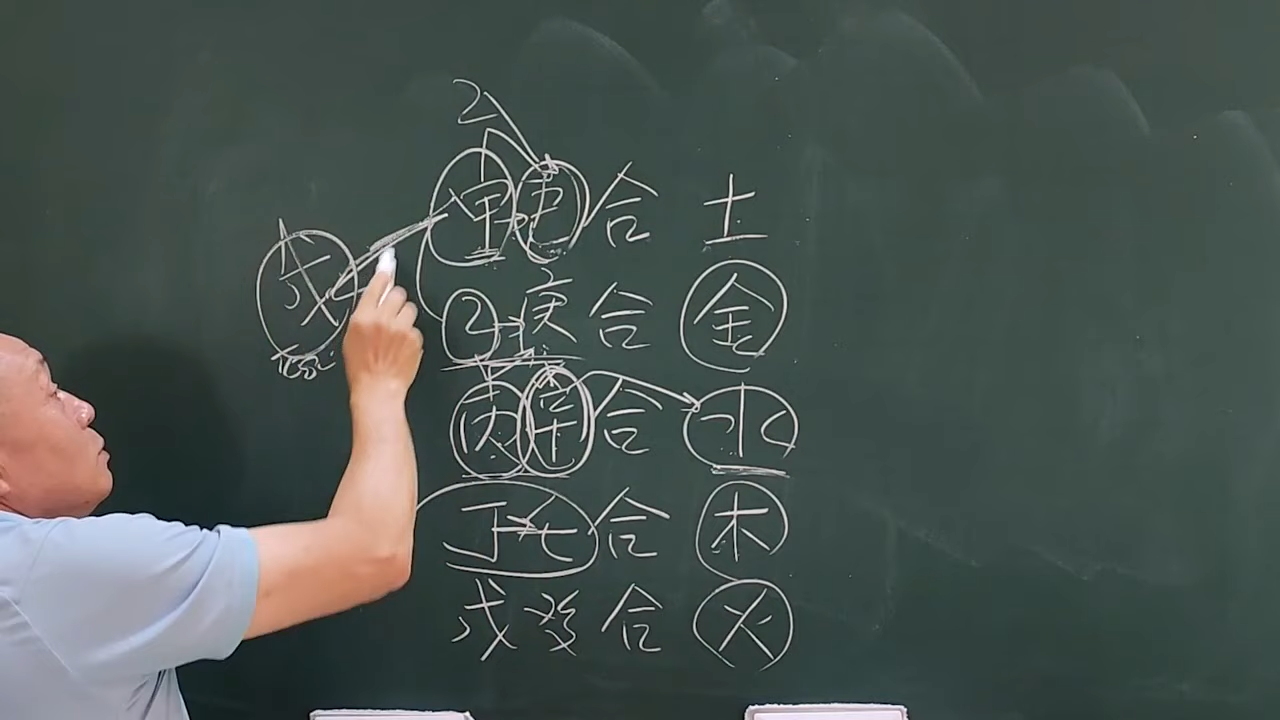 乙
甲己合 土
戊
乙庚合 金
丙辛合 水
丁壬合 木
戊癸合 火